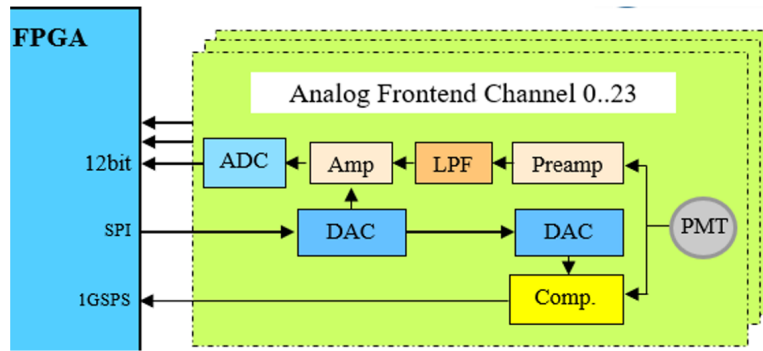 FPGA
Analog Frontend Channel 0..23
12bit
ADC
Amp
LPF
Preamp
SPI
DAC
DAC
PMT
1GSPS
Comp.